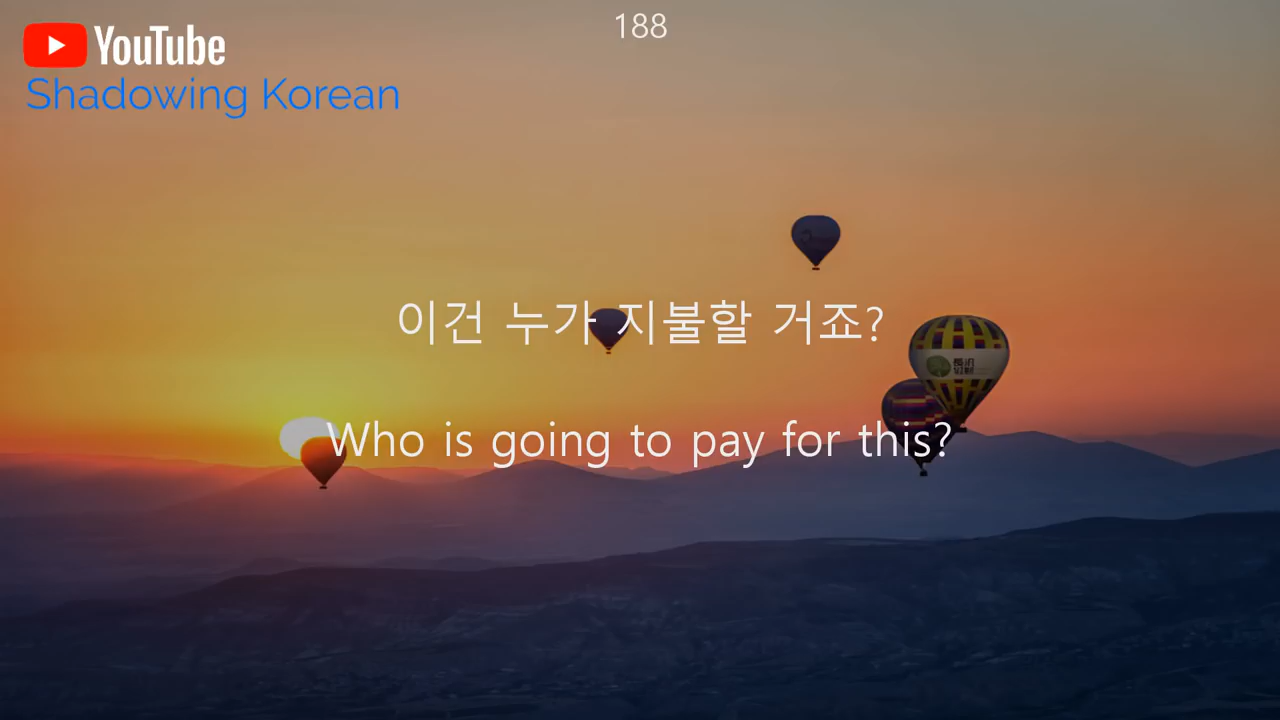 188
YouTube
Shadowing Korean
이건 누가 지불할 거죠?
Who is going to pay for this?